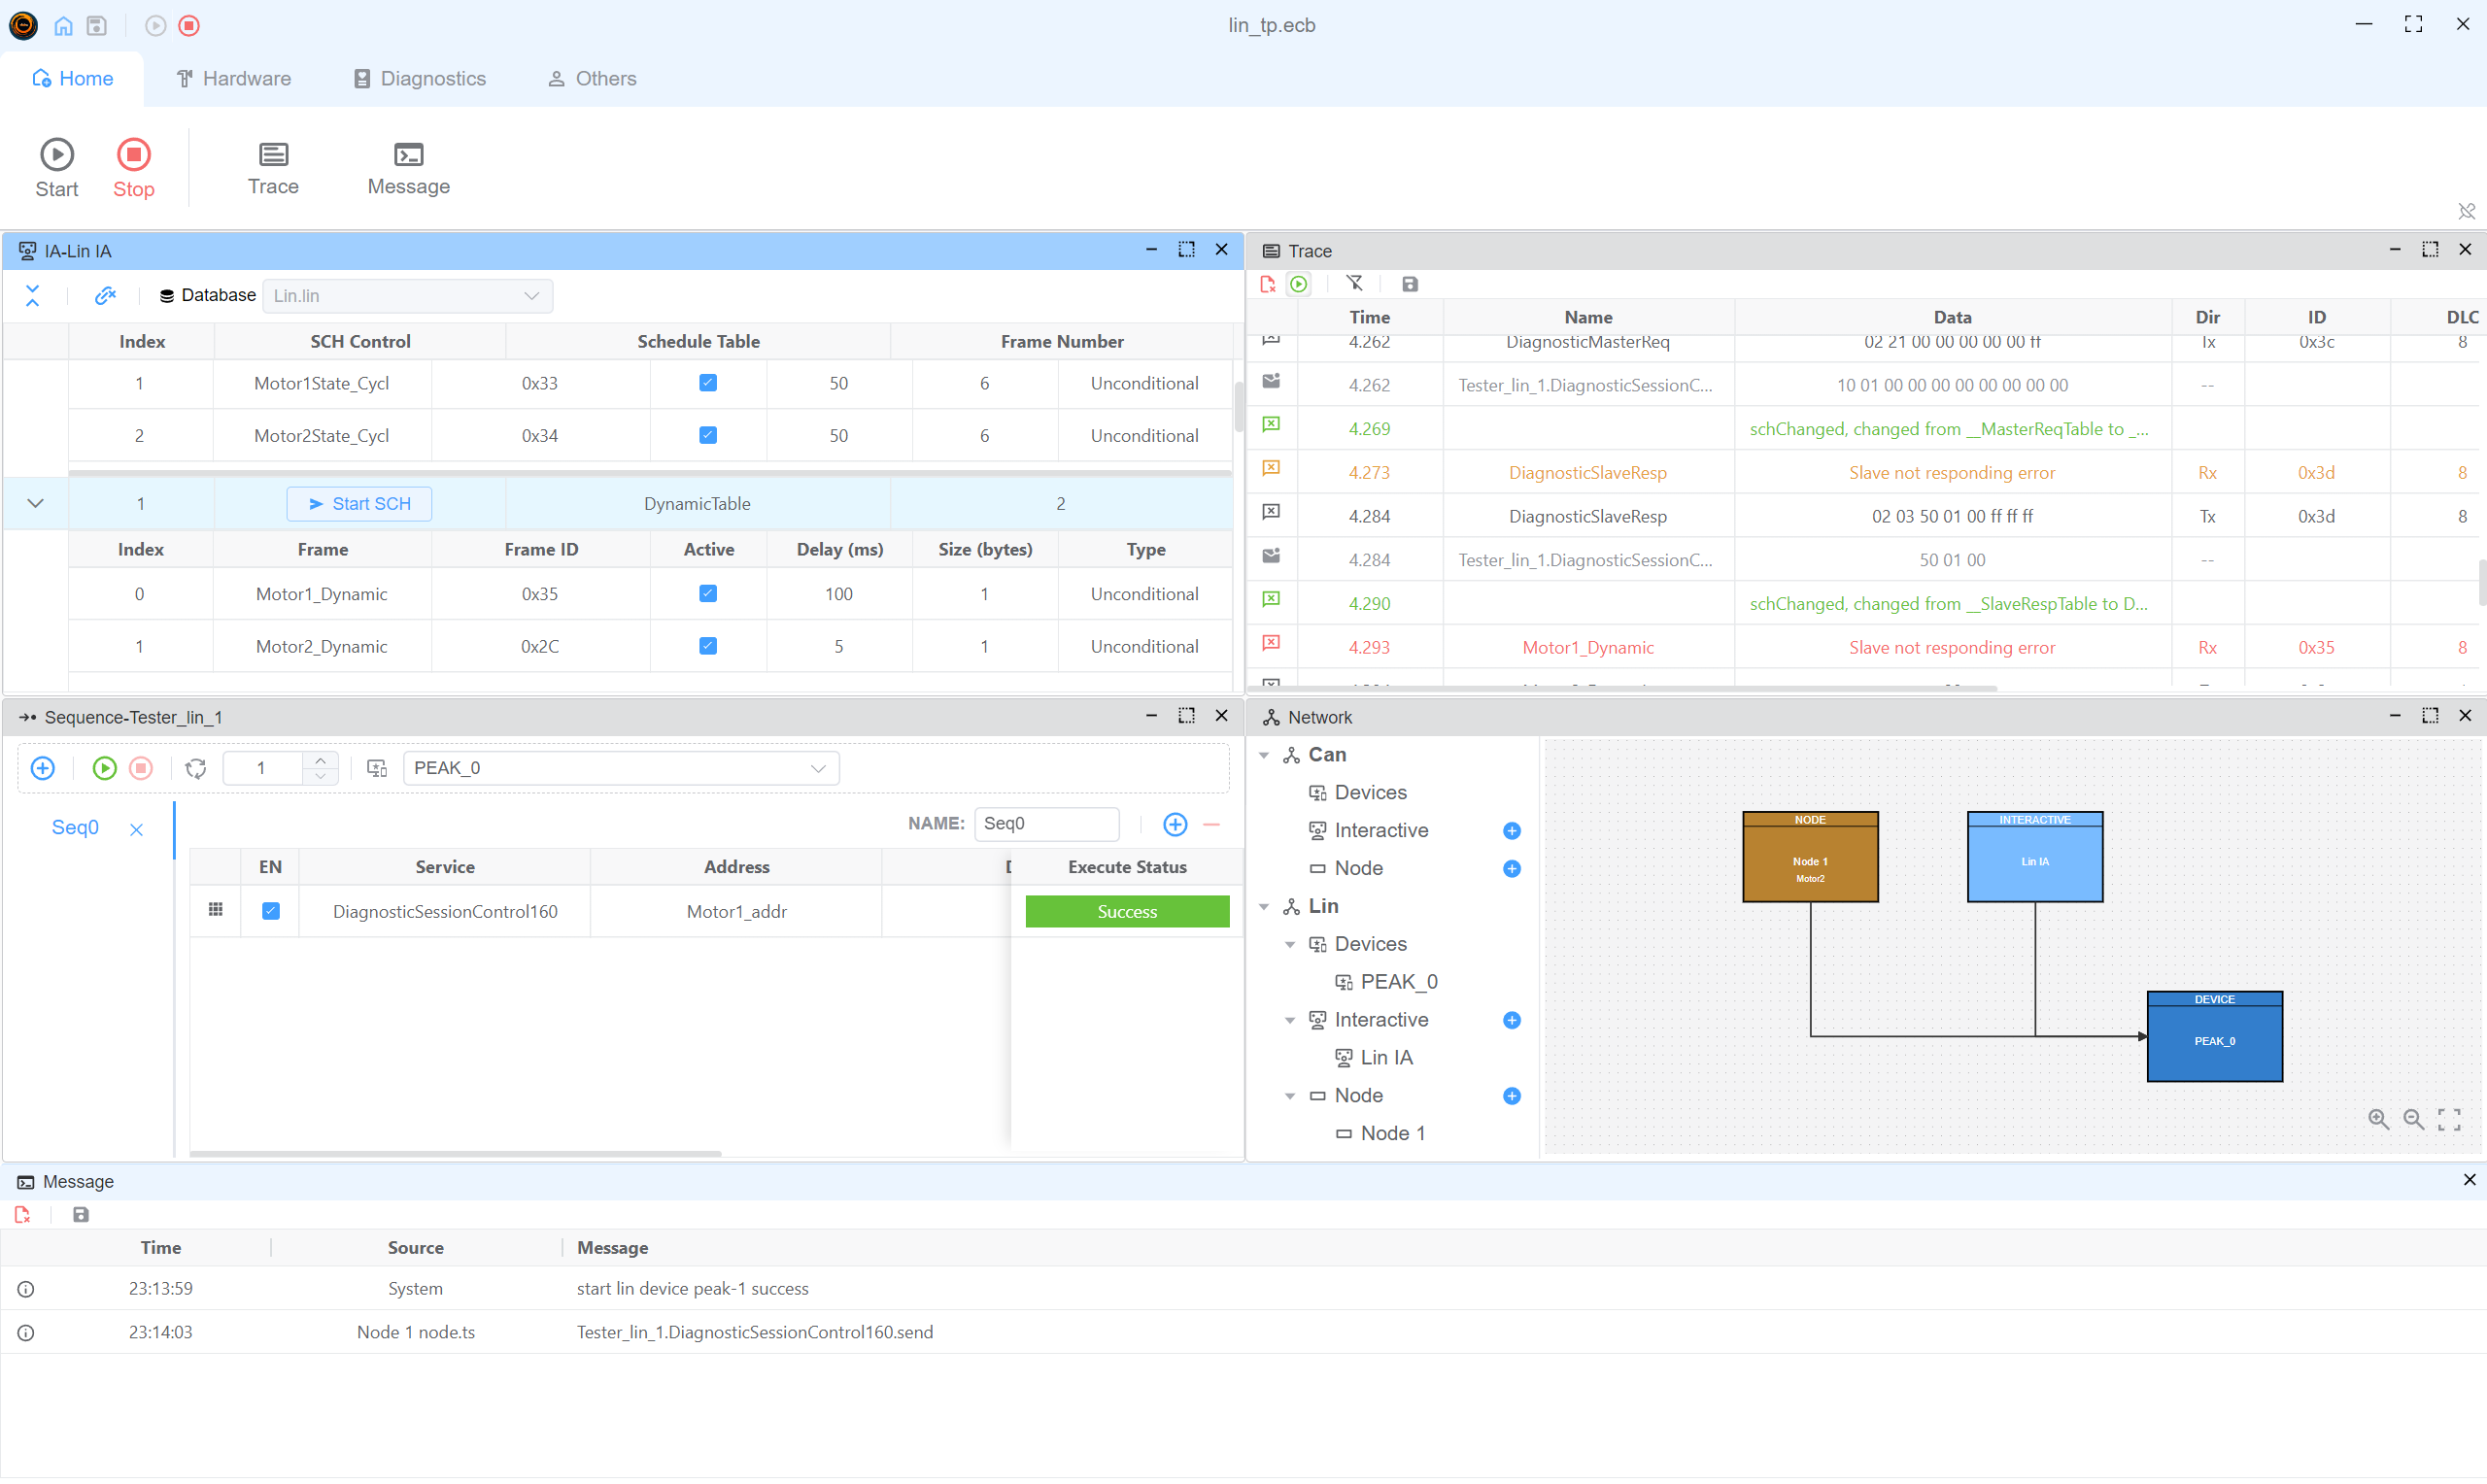 lin_tp.ecb
Home Hardware Diagnostics Others
Start Stop Trace Message
IA-Lin IA
Database Lin.lin
Index SCH Control Schedule Table Frame Number
1 Motor1State_Cycl 0x33 50 6 Unconditional
2 Motor2State_Cycl 0x34 50 6 Unconditional
1 Start SCH DynamicTable 2
Index Frame Frame ID Active Delay (ms) Size (bytes) Type
0 Motor1_Dynamic 0x35 100 1 Unconditional
1 Motor2_Dynamic 0x2C 5 1 Unconditional
Trace
Time Name Data Dir ID DLC
4.262 DiagnosticMasterReq 02 21 00 00 00 00 00 ff Tx 0x3c 8
4.262 Tester_lin_1.DiagnosticSessionC... 10 01 00 00 00 00 00 00 00 00 --
4.269 schChanged, changed from __MasterReqTable to _...
4.273 DiagnosticSlaveResp Slave not responding error Rx 0x3d 8
4.284 DiagnosticSlaveResp 02 03 50 01 00 ff ff ff Tx 0x3d 8
4.284 Tester_lin_1.DiagnosticSessionC... 50 01 00 --
4.290 schChanged, changed from __SlaveRespTable to D...
4.293 Motor1_Dynamic Slave not responding error Rx 0x35 8
Sequence-Tester_lin_1
1 PEAK_0
Seq0 NAME: Seq0
EN Service Address Execute Status
DiagnosticSessionControl160 Motor1_addr Success
Network
Can
Devices
Interactive
Node
Lin
Devices
PEAK_0
Interactive
Lin IA
Node
Node 1
NODE
Node 1
Motor2
INTERACTIVE
Lin IA
DEVICE
PEAK_0
Message
Time Source Message
23:13:59 System start lin device peak-1 success
23:14:03 Node 1 node.ts Tester_lin_1.DiagnosticSessionControl160.send